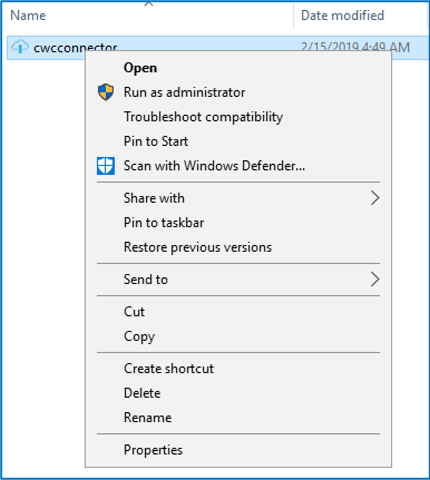 Name Date modified
cwcconnector 2/15/2019 4:49 AM
Open
Run as administrator
Troubleshoot compatibility
Pin to Start
Scan with Windows Defender...
Share with
Pin to taskbar
Restore previous versions
Send to
Cut
Copy
Create shortcut
Delete
Rename
Properties